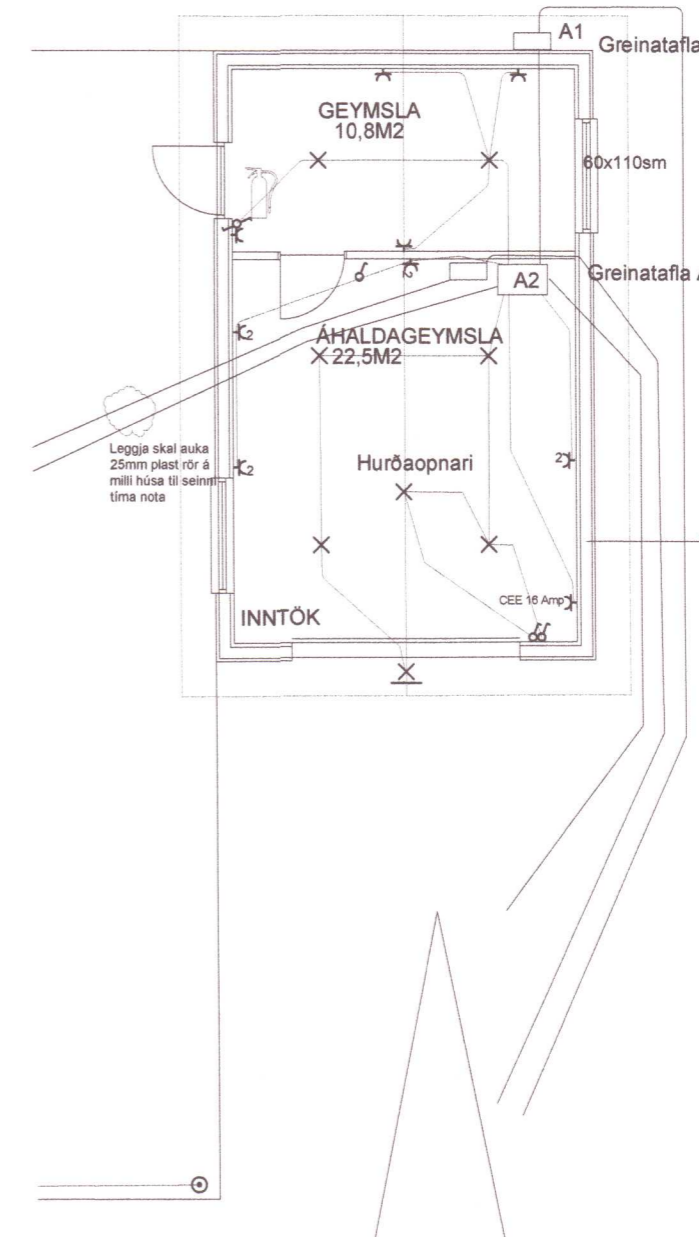 A1
Greinatafla
GEYMSLA
10,8M2
60x110sm
2
A2
Greinatafla A
2
ÁHALDAGEYMSLA
22,5M2
Leggja skal auka
25mm plast rör á
milli húsa til seinni
tíma nota
Hurðaopnari
2
2
CEE 16 Amp
INNTÖK